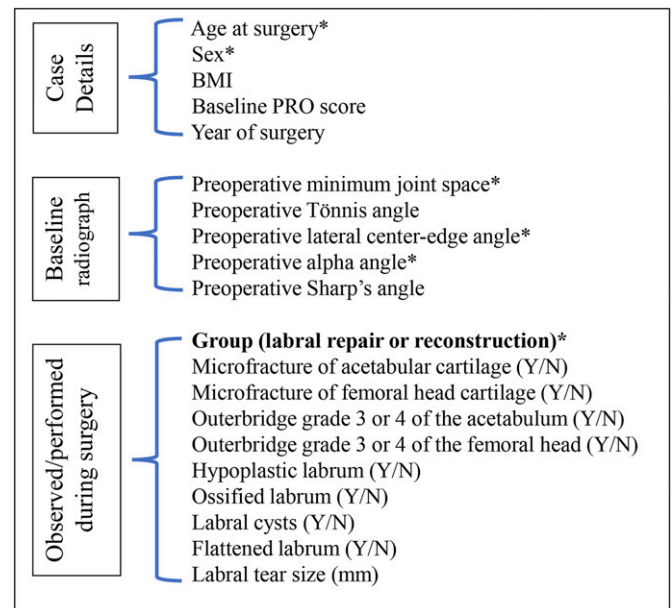 Case
Details
Age at surgery*
Sex*
BMI
Baseline PRO score
Year of surgery
Baseline
radiograph
Preoperative minimum joint space*
Preoperative Tönnis angle
Preoperative lateral center-edge angle*
Preoperative alpha angle*
Preoperative Sharp’s angle
Observed/performed
during surgery
Group (labral repair or reconstruction)*
Microfracture of acetabular cartilage (Y/N)
Microfracture of femoral head cartilage (Y/N)
Outerbridge grade 3 or 4 of the acetabulum (Y/N)
Outerbridge grade 3 or 4 of the femoral head (Y/N)
Hypoplastic labrum (Y/N)
Ossified labrum (Y/N)
Labral cysts (Y/N)
Flattened labrum (Y/N)
Labral tear size (mm)